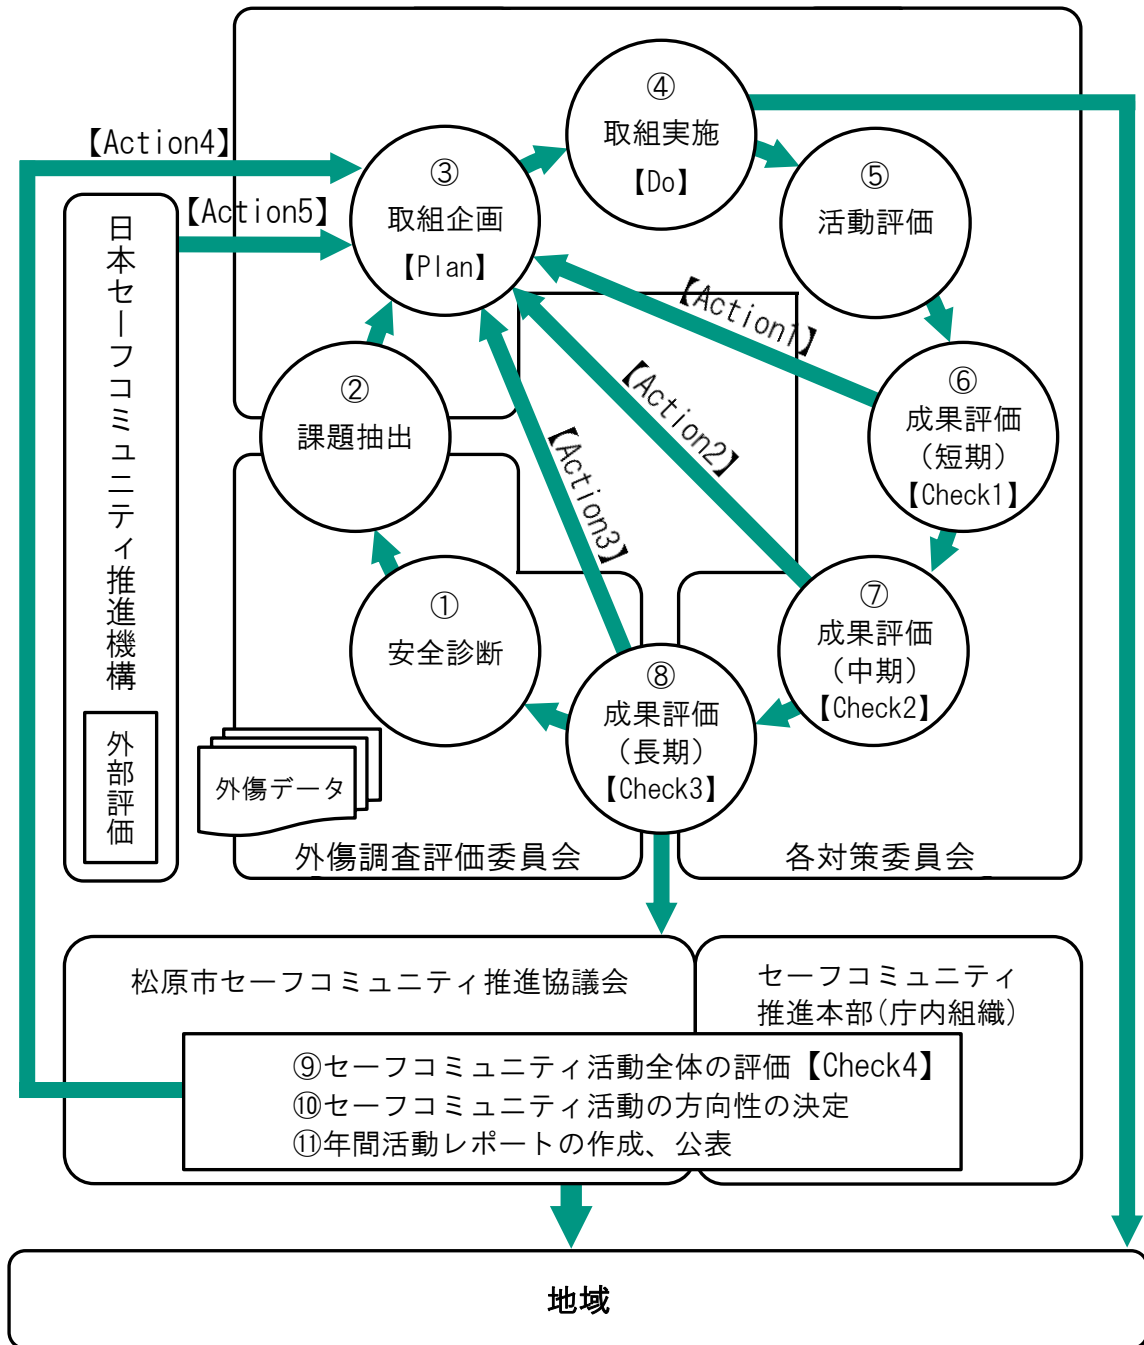 ④
取組実施
【Do】
【Action4】
③
取組企画
【Plan】
⑤
活動評価
【Action5】
日本セーフコミュニティ推進機構
外部評価
【Action1】
【Action2】
【Action3】
②
課題抽出
⑥
成果評価
（短期）
【Check1】
①
安全診断
⑦
成果評価
（中期）
【Check2】
⑧
成果評価
（長期）
【Check3】
外傷データ
外傷調査評価委員会
各対策委員会
松原市セーフコミュニティ推進協議会
セーフコミュニティ
推進本部(庁内組織)
⑨セーフコミュニティ活動全体の評価【Check4】
⑩セーフコミュニティ活動の方向性の決定
⑪年間活動レポートの作成、公表
地域